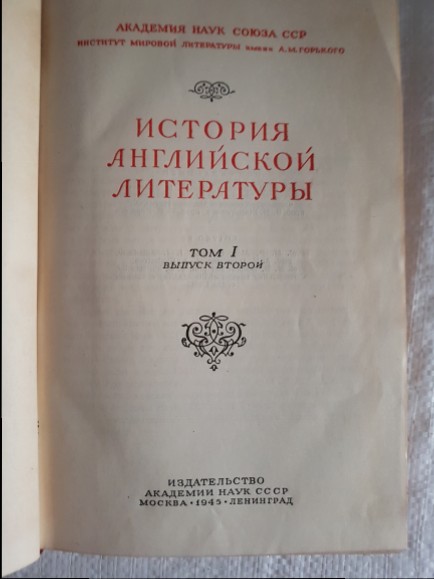 АКАДЕМИЯ НАУК СОЮЗА ССР
ИНСТИТУТ МИРОВОЙ ЛИТЕРАТУРЫ имени А. М. ГОРЬКОГО
ИСТОРИЯ
АНГЛИЙСКОЙ
ЛИТЕРАТУРЫ
ТОМ I
ВЫПУСК ВТОРОЙ
ИЗДАТЕЛЬСТВО
АКАДЕМИИ НАУК СССР
МОСКВА • 1945 • ЛЕНИНГРАД